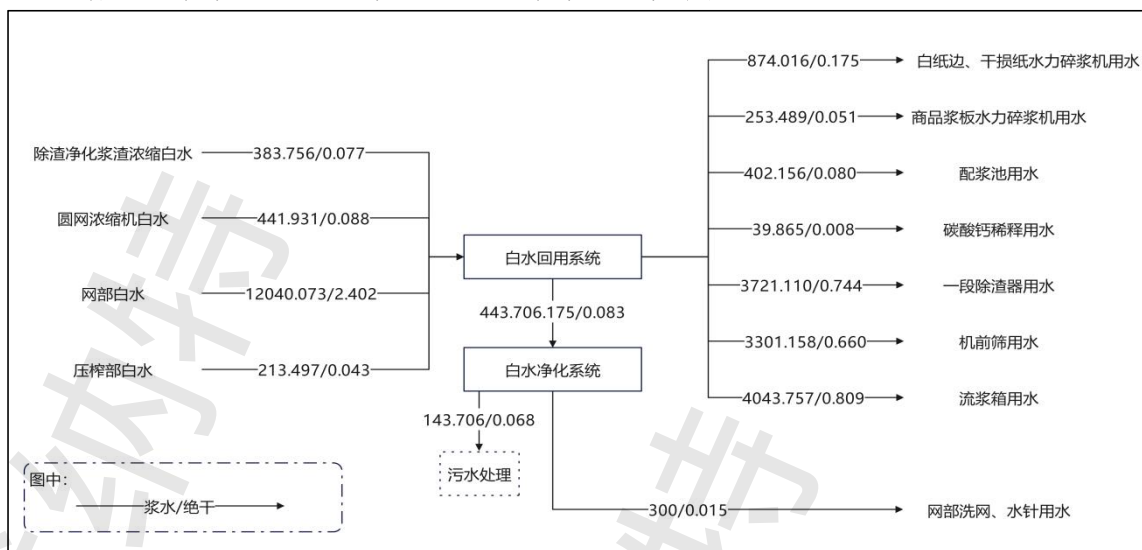 874.016/0.175
白纸边、干损纸水力碎浆机用水
253.489/0.051
商品浆板水力碎浆机用水
除渣净化浆渣浓缩白水
383.756/0.077
402.156/0.080
配浆池用水
圆网浓缩机白水
441.931/0.088
39.865/0.008
碳酸钙稀释用水
白水回用系统
网部白水
12040.073/2.402
3721.110/0.744
一段除渣器用水
443.706.175/0.083
3301.158/0.660
机前筛用水
压榨部白水
213.497/0.043
白水净化系统
4043.757/0.809
流浆箱用水
143.706/0.068
污水处理
图中：
浆水/绝干
300/0.015
网部洗网、水针用水
纳特
特